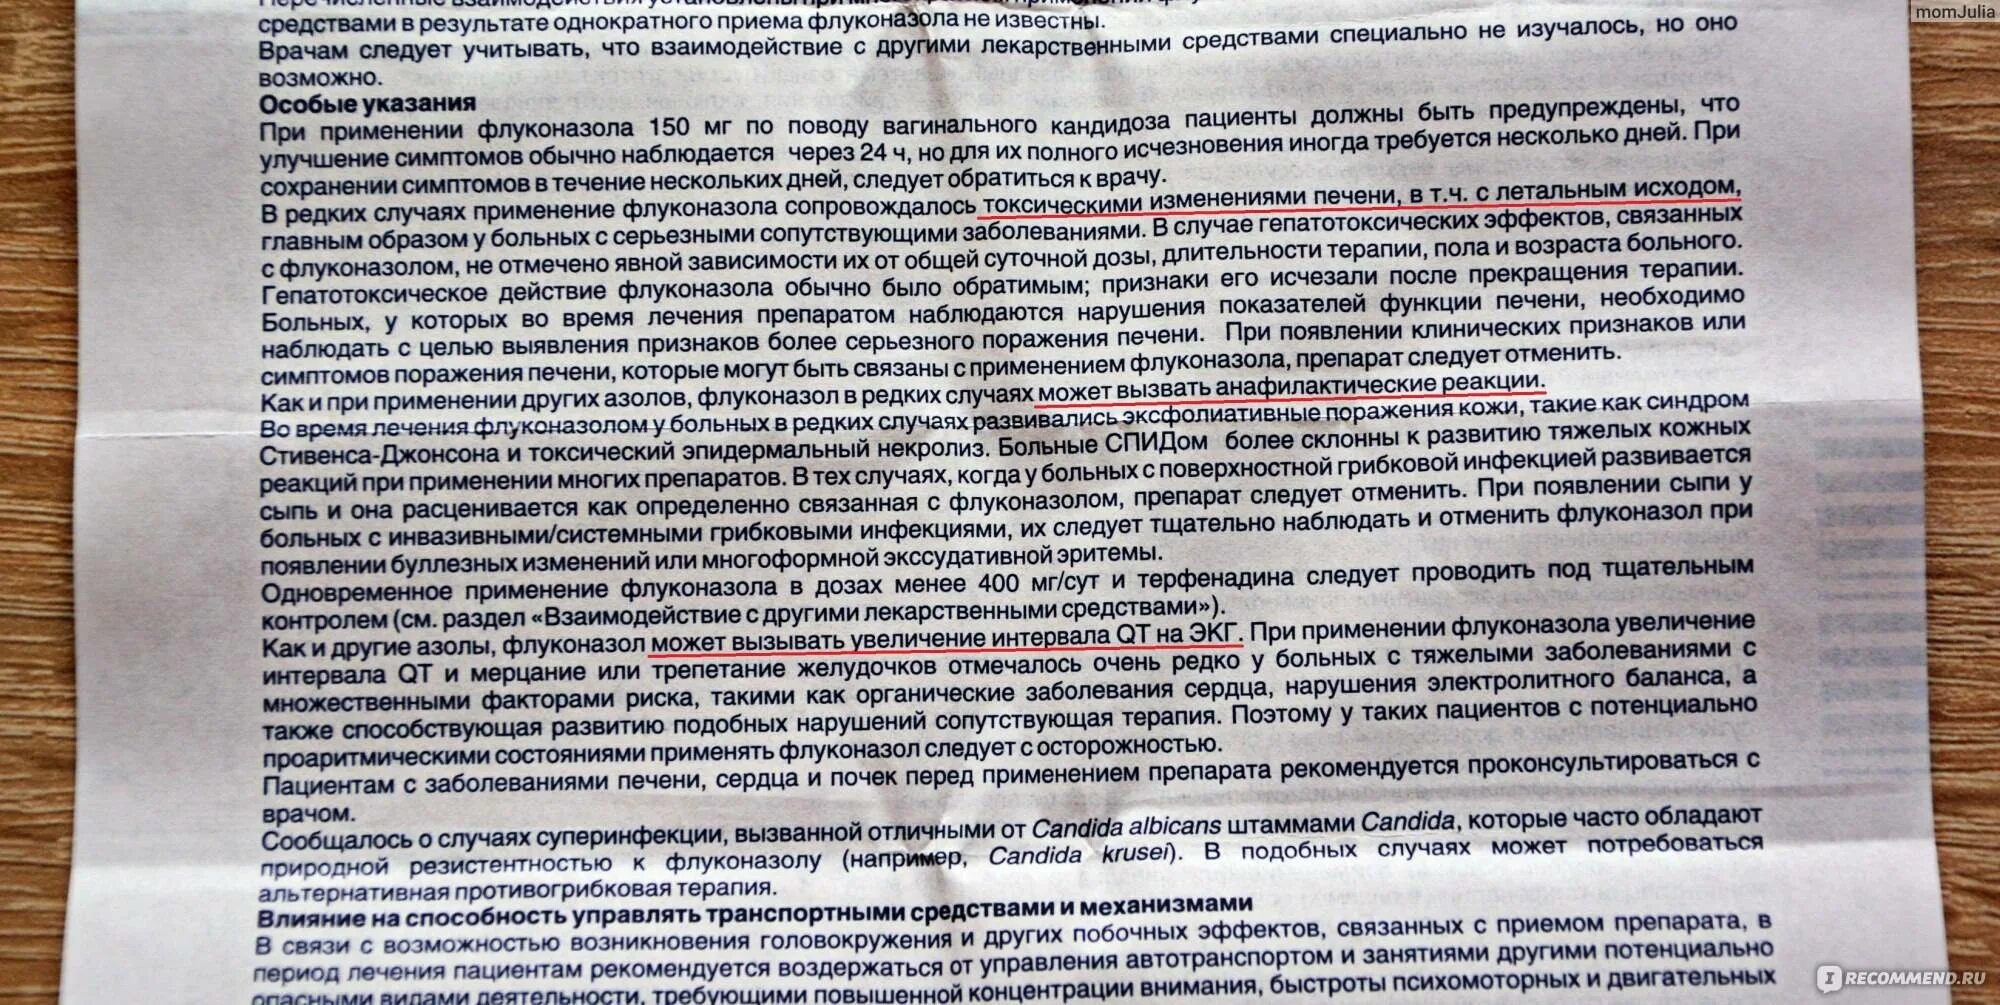 momJulia
средствами в результате однократного приема флуконазола не известны.
Врачам следует учитывать, что взаимодействие с другими лекарственными средствами специально не изучалось, но оно
возможно.
Особые указания
При применении флуконазола 150 мг по поводу вагинального кандидоза пациенты должны быть предупреждены, что
улучшение симптомов обычно наблюдается через 24 ч, но для их полного исчезновения иногда требуется несколько дней. При
сохранении симптомов в течение нескольких дней, следует обратиться к врачу.
В редких случаях применение флуконазола сопровождалось токсическими изменениями печени, в т.ч. с летальным исходом,
главным образом у больных с серьезными сопутствующими заболеваниями. В случае гепатотоксических эффектов, связанных
с флуконазолом, не отмечено явной зависимости их от общей суточной дозы, длительности терапии, пола и возраста больного.
Гепатотоксическое действие флуконазола обычно было обратимым; признаки его исчезали после прекращения терапии.
Больных, у которых во время лечения препаратом наблюдаются нарушения показателей функции печени, необходимо
наблюдать с целью выявления признаков более серьезного поражения печени. При появлении клинических признаков или
симптомов поражения печени, которые могут быть связаны с применением флуконазола, препарат следует отменить.
Как и при применении других азолов, флуконазол в редких случаях может вызвать анафилактические реакции.
Во время лечения флуконазолом у больных в редких случаях развивались эксфолиативные поражения кожи, такие как синдром
Стивенса-Джонсона и токсический эпидермальный некролиз. Больные СПИДом более склонны к развитию тяжелых кожных
реакций при применении многих препаратов. В тех случаях, когда у больных с поверхностной грибковой инфекцией развивается
сыпь и она расценивается как определенно связанная с флуконазолом, препарат следует отменить. При появлении сыпи у
больных с инвазивными/системными грибковыми инфекциями, их следует тщательно наблюдать и отменить флуконазол при
появлении буллезных изменений или многоформной экссудативной эритемы.
Одновременное применение флуконазола в дозах менее 400 мг/сут и терфенадина следует проводить под тщательным
контролем (см. раздел «Взаимодействие с другими лекарственными средствами»).
Как и другие азолы, флуконазол может вызывать увеличение интервала QT на ЭКГ. При применении флуконазола увеличение
интервала QT и мерцание или трепетание желудочков отмечалось очень редко у больных с тяжелыми заболеваниями с
множественными факторами риска, такими как органические заболевания сердца, нарушения электролитного баланса, а
также способствующая развитию подобных нарушений сопутствующая терапия. Поэтому у таких пациентов с потенциально
проаритмическими состояниями применять флуконазол следует с осторожностью.
Пациентам с заболеваниями печени, сердца и почек перед применением препарата рекомендуется проконсультироваться с
врачом.
Сообщалось о случаях суперинфекции, вызванной отличными от Candida albicans штаммами Candida, которые часто обладают
природной резистентностью к флуконазолу (например, Candida krusei). В подобных случаях может потребоваться
альтернативная противогрибковая терапия.
Влияние на способность управлять транспортными средствами и механизмами
В связи с возможностью возникновения головокружения и других побочных эффектов, связанных с приемом препарата, в
период лечения пациентам рекомендуется воздержаться от управления автотранспортом и занятиями другими потенциально
опасными видами деятельности, требующими повышенной концентрации внимания, быстроты психомоторных и двигательных
I RECOMMEND.RU